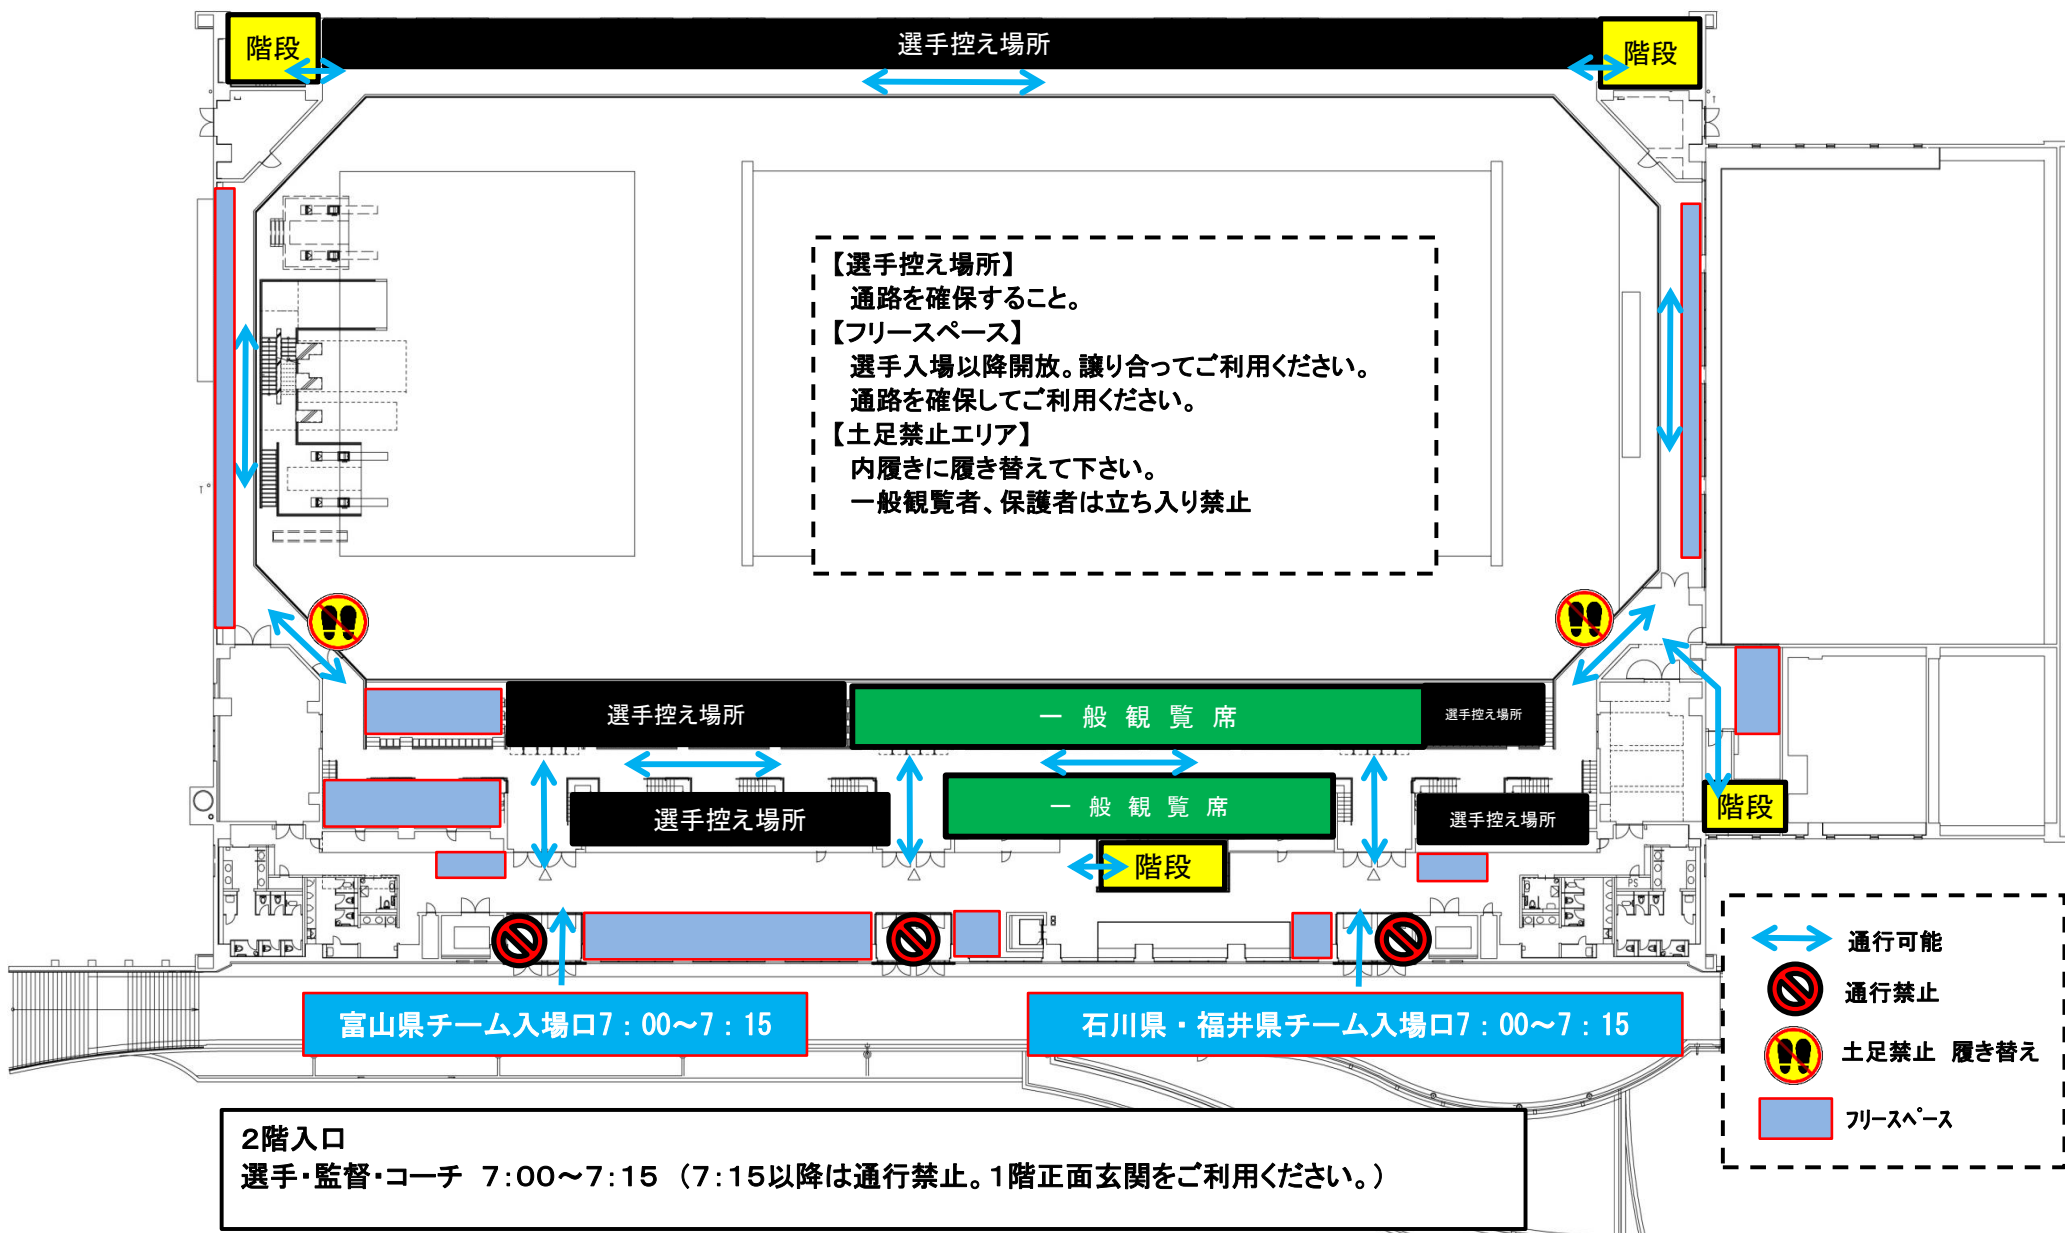 階段
選手控え場所
階段
【選手控え場所】
通路を確保すること。
【フリースペース】
選手入場以降開放。譲り合ってご利用ください。
通路を確保してご利用ください。
【土足禁止エリア】
内履きに履き替えて下さい。
一般観覧者、保護者は立ち入り禁止
選手控え場所
一般観覧席
選手控え場所
選手控え場所
一般観覧席
選手控え場所
階段
階段
PS
富山県チーム入場口7：00～7：15
石川県・福井県チーム入場口7：00～7：15
通行可能
通行禁止
土足禁止 履き替え
フリースペース
2階入口
選手・監督・コーチ 7：00～7：15 （7：15以降は通行禁止。1階正面玄関をご利用ください。）